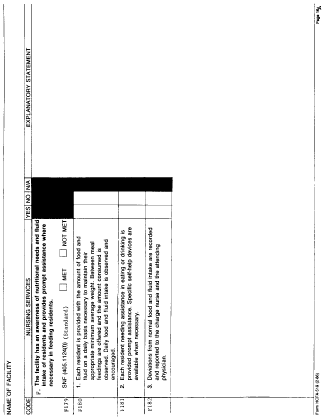 NAME OF FACILITY
CODE
NURSING SERVICES
YES
NO
N/A
EXPLANATORY STATEMENT
F. The facility has an awareness of nutritional needs and fluid
intake of residents and provides prompt assistance where
necessary in feeding residents.
F179
SNF (405.1124(f)) (Standard)
MET
NOT MET
F180
1. Each resident is provided with the amount of food and
fluid on a daily basis necessary to maintain their
appropriate minimum average weight. Between meal
feedings are offered and the amount consumed is
observed. Daily food and fluid intake is observed and
encouraged.
F181
2. Each resident needing assistance in eating or drinking is
provided prompt assistance. Specific self-help devices are
available when necessary.
F182
3. Deviations from normal food and fluid intake are recorded
and reported to the charge nurse and the attending
physician.
Form HCFA-519 (2-86)
Page